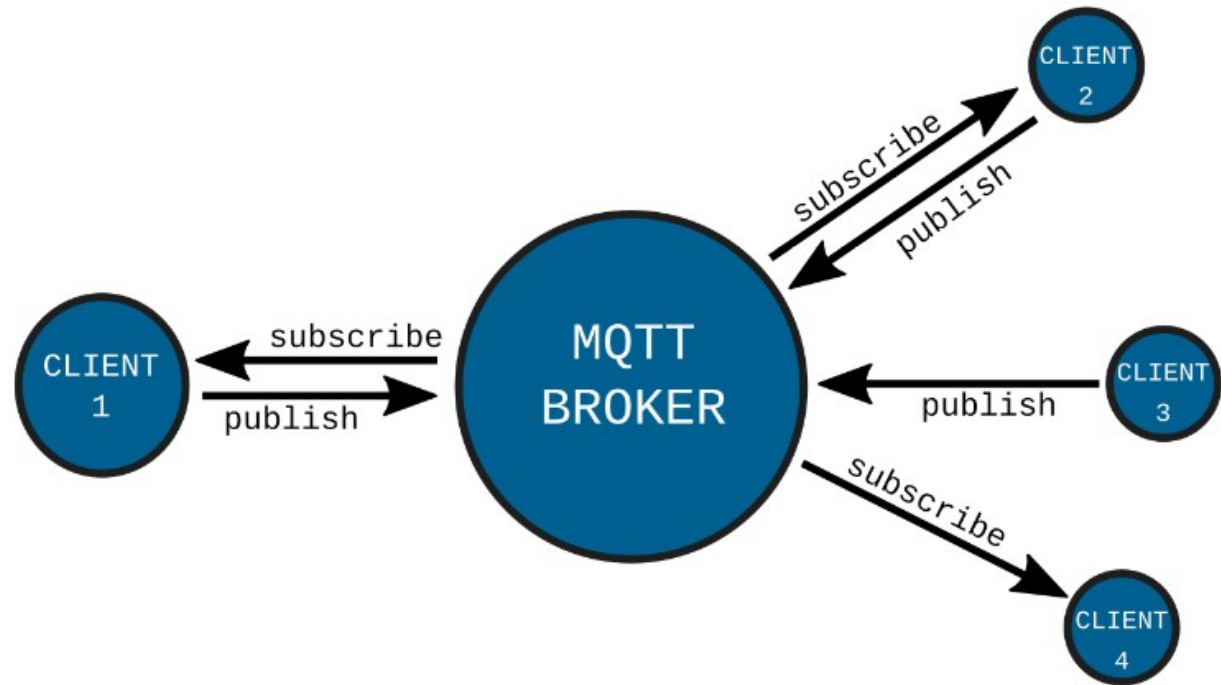 CLIENT
1
subscribe
publish
MQTT
BROKER
subscribe
publish
CLIENT
2
publish
CLIENT
3
subscribe
CLIENT
4